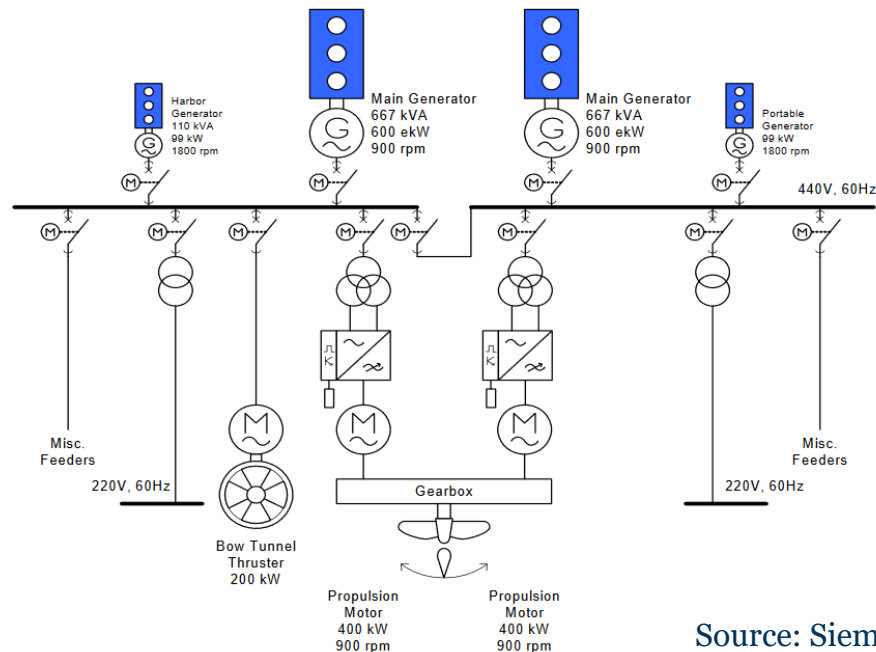 Harbor
Generator
110 kVA
99 kW
1800 rpm
Main Generator
667 kVA
600 ekW
900 rpm
Main Generator
667 kVA
600 ekW
900 rpm
Portable
Generator
99 kW
1800 rpm
G
G
G
G
M
M
M
M
440V, 60Hz
M
M
M
M
M
M
M
M
M
M
M
Misc.
Feeders
Misc.
Feeders
220V, 60Hz
220V, 60Hz
Gearbox
Bow Tunnel
Thruster
200 kW
Propulsion
Motor
400 kW
900 rpm
Propulsion
Motor
400 kW
900 rpm
Source: Siem